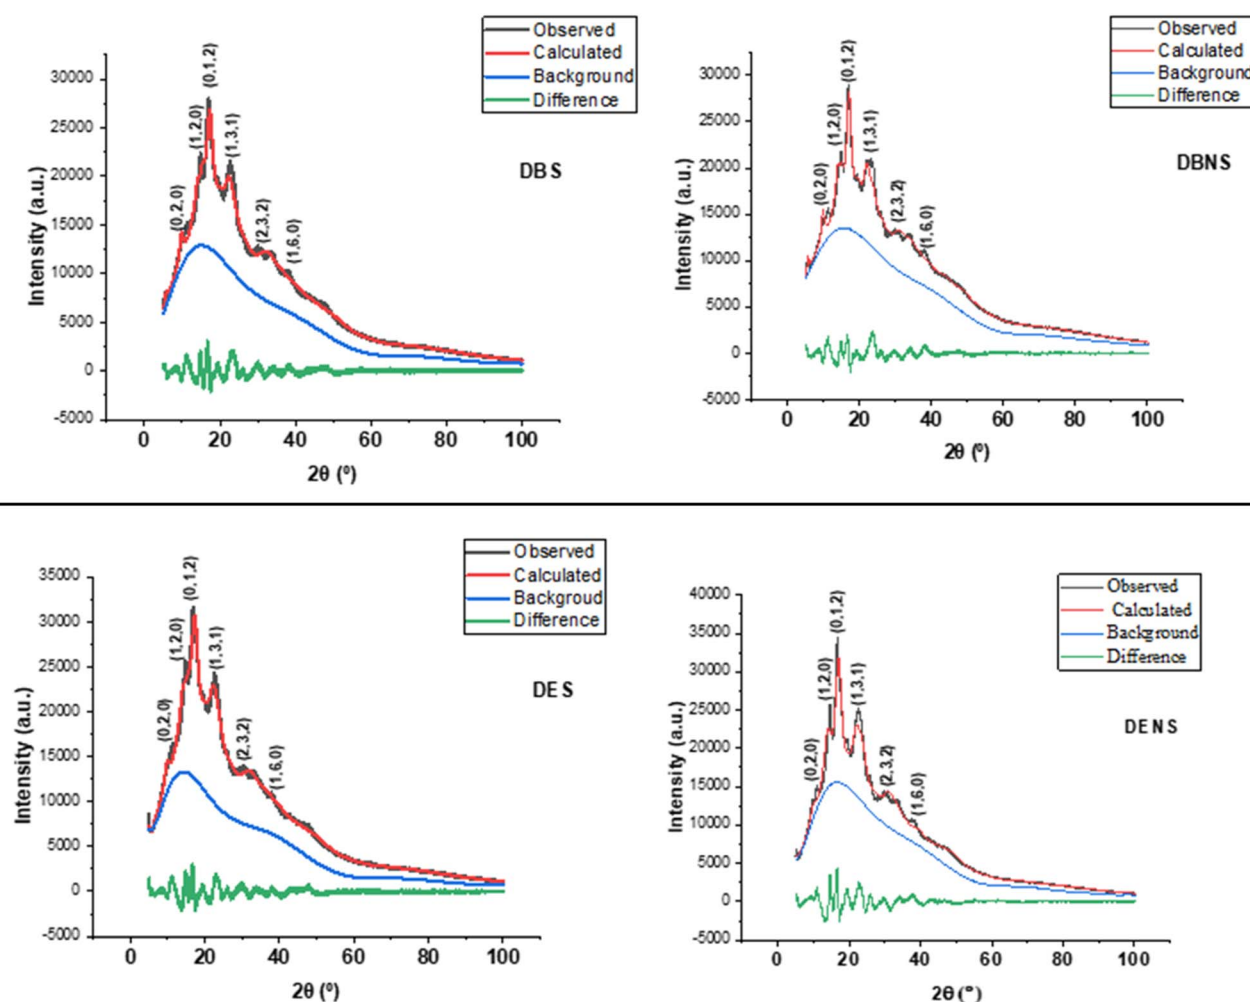 Observed
Calculated
Background
Difference
DBS
(0,2,0)
(1,2,0)
(0,1,2)
(1,3,1)
(2,3,2)
(1,6,0)
30000
25000
20000
15000
10000
5000
0
-5000
Intensity (a.u.)
0 20 40 60 80 100
2θ (º)
Observed
Calculated
Background
Difference
DBNS
(0,2,0)
(1,2,0)
(0,1,2)
(1,3,1)
(2,3,2)
(1,6,0)
30000
25000
20000
15000
10000
5000
0
-5000
Intensity (a.u.)
0 20 40 60 80 100
2θ (º)
Observed
Calculated
Backgroud
Difference
DES
(0,2,0)
(1,2,0)
(0,1,2)
(1,3,1)
(2,3,2)
(1,6,0)
35000
30000
25000
20000
15000
10000
5000
0
-5000
Intensity (a.u.)
0 20 40 60 80 100
2θ (º)
Observed
Calculated
Background
Difference
DENS
(0,2,0)
(1,2,0)
(0,1,2)
(1,3,1)
(2,3,2)
(1,6,0)
40000
35000
30000
25000
20000
15000
10000
5000
0
-5000
Intensity (a.u.)
0 20 40 60 80 100
2θ (°)